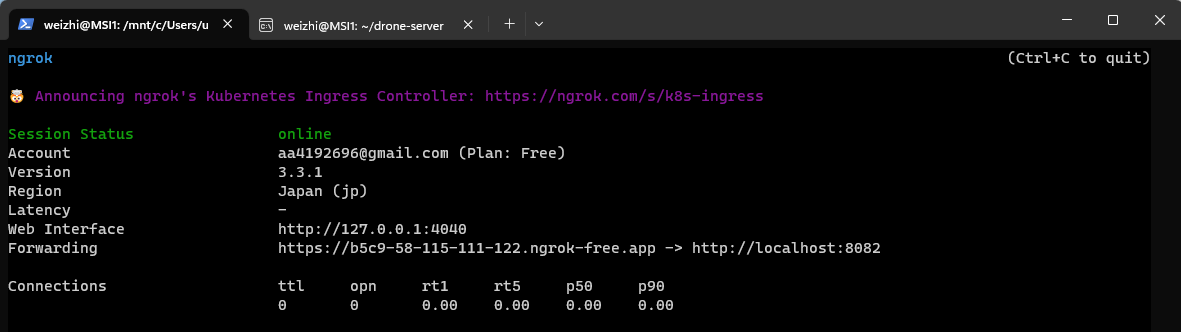 weizhi@MSI1: /mnt/c/Users/u
weizhi@MSI1: ~/drone-server
ngrok (Ctrl+C to quit)
🤯 Announcing ngrok's Kubernetes Ingress Controller: https://ngrok.com/s/k8s-ingress
Session Status online
Account aa4192696@gmail.com (Plan: Free)
Version 3.3.1
Region Japan (jp)
Latency -
Web Interface http://127.0.0.1:4040
Forwarding https://b5c9-58-115-111-122.ngrok-free.app -> http://localhost:8082
Connections ttl opn rt1 rt5 p50 p90
0 0 0.00 0.00 0.00 0.00